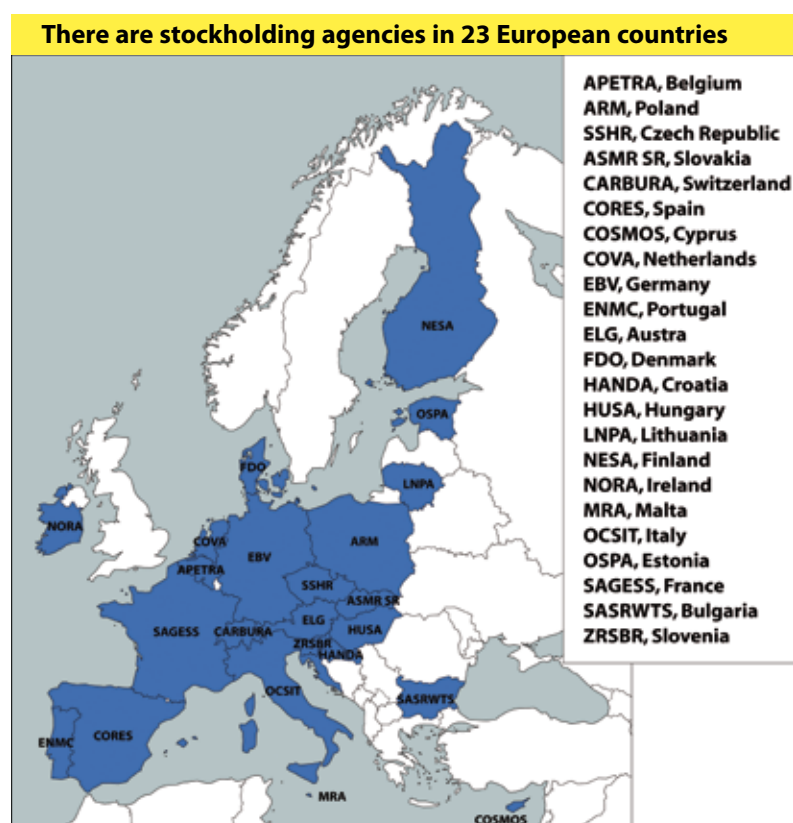 There are stockholding agencies in 23 European countries
APETRA, Belgium
ARM, Poland
SSHR, Czech Republic
ASMR SR, Slovakia
CARBURA, Switzerland
CORES, Spain
COSMOS, Cyprus
COVA, Netherlands
EBV, Germany
ENMC, Portugal
ELG, Austra
FDO, Denmark
HANDA, Croatia
HUSA, Hungary
LNPA, Lithuania
NESA, Finland
NORA, Ireland
MRA, Malta
OCSIT, Italy
OSPA, Estonia
SAGESS, France
SASRWTS, Bulgaria
ZRSBR, Slovenia
NESA
OSPA
FDO
LNPA
NORA
COVA
ARM
EBV
APETRA
SSHR
ASMR SR
ELG
SAGESS
CARBURA
HUSA
ZRSBR
HANDA
OCSIT
SASRWTS
ENMC
CORES
MRA
COSMOS